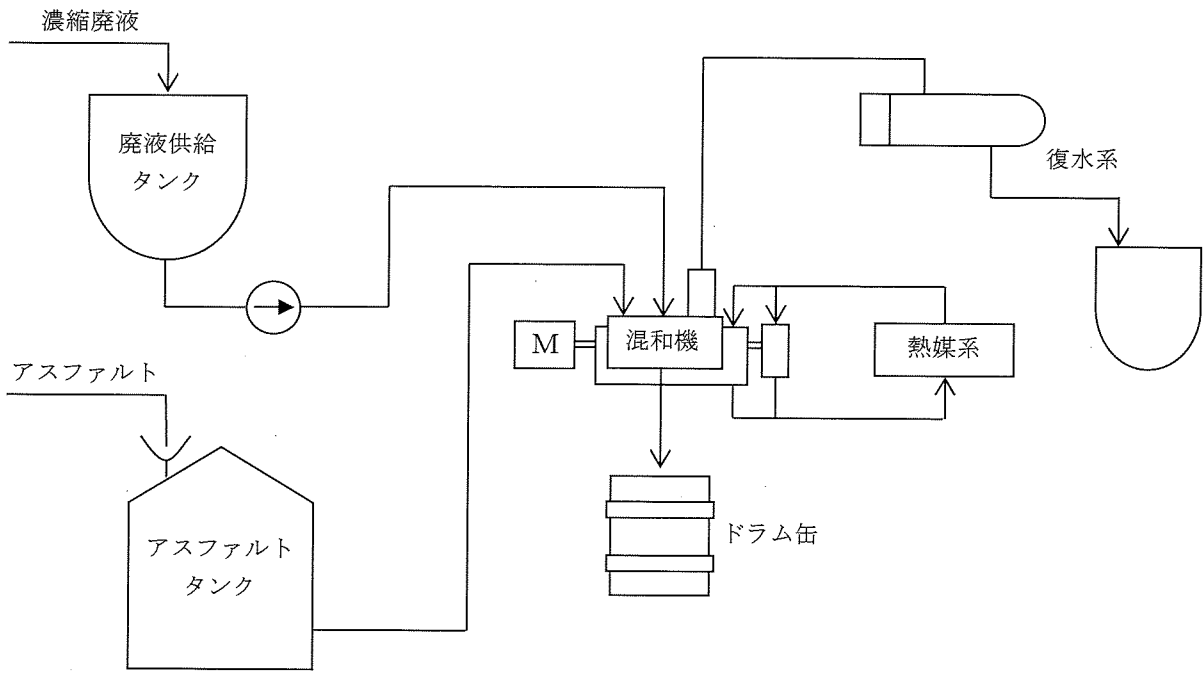 濃縮廃液
廃液供給
タンク
復水系
M
混和機
熱媒系
アスファルト
アスファルト
タンク
ドラム缶